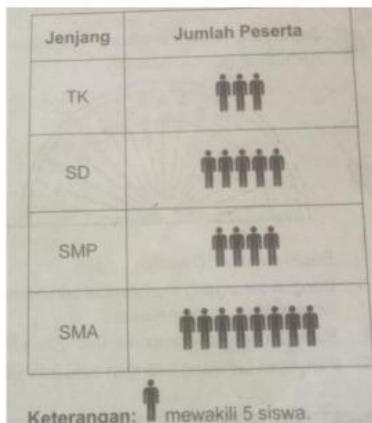 Jenjang Jumlah Peserta
TK
SD
SMP
SMA
Keterangan: mewakili 5 siswa.